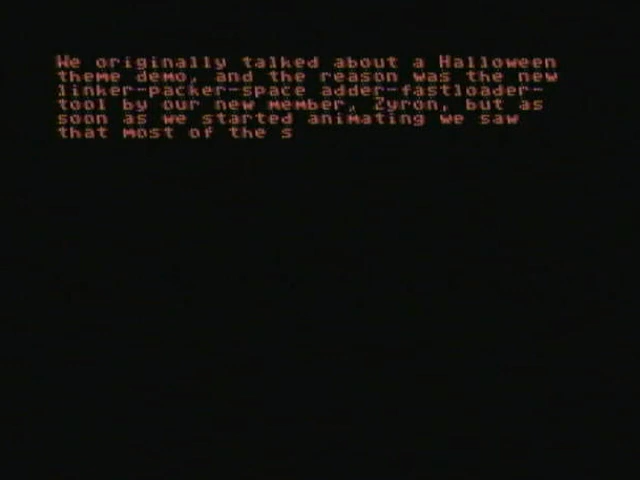 We originally talked about a Halloween
theme demo, and the reason was the new
linker-packer-space adder-fastloader-
tool by our new member, Zyron, but as
soon as we started animating we saw
that most of the s